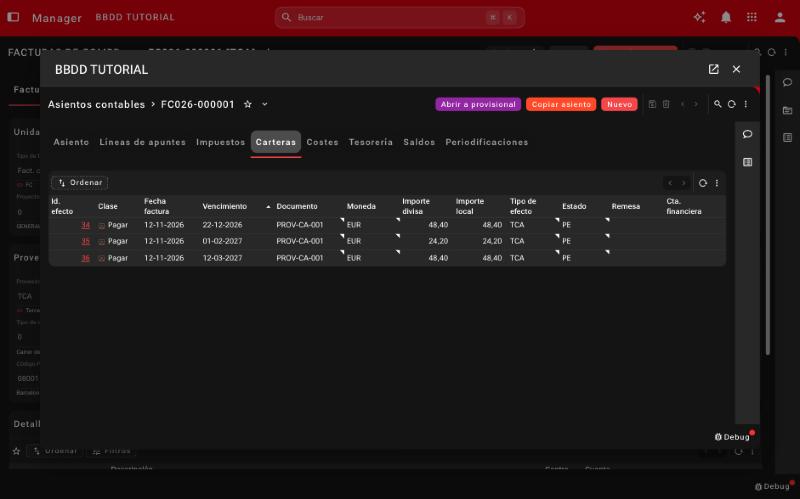 Manager BBDD TUTORIAL Buscar ⌘ K
BBDD TUTORIAL
Asientos contables > FC026-000001
Abrir a provisional Copiar asiento Nuevo
Asiento Líneas de apuntes Impuestos Carteras Costes Tesorería Saldos Periodificaciones
Ordenar
Id. efecto Clase Fecha factura Vencimiento Documento Moneda Importe divisa Importe local Tipo de efecto Estado Remesa Cta. financiera
34 Pagar 12-11-2026 22-12-2026 PROV-CA-001 EUR 48,40 48,40 TCA PE
35 Pagar 12-11-2026 01-02-2027 PROV-CA-001 EUR 24,20 24,20 TCA PE
36 Pagar 12-11-2026 12-03-2027 PROV-CA-001 EUR 48,40 48,40 TCA PE
Debug
Factu
Unida
Fact. c
FC
0
Prove
TCA
0
08001
Detall
Ordenar Filtros
Debug